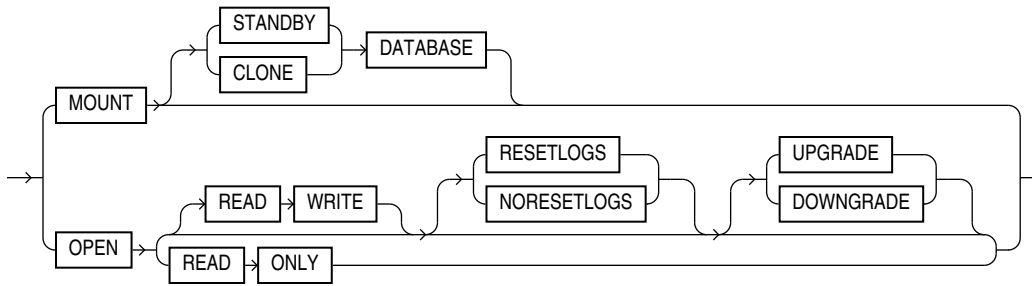 STANDBY
CLONE
DATABASE
MOUNT
RESETLOGS
NORESETLOGS
UPGRADE
DOWNGRADE
READ WRITE
OPEN
READ ONLY